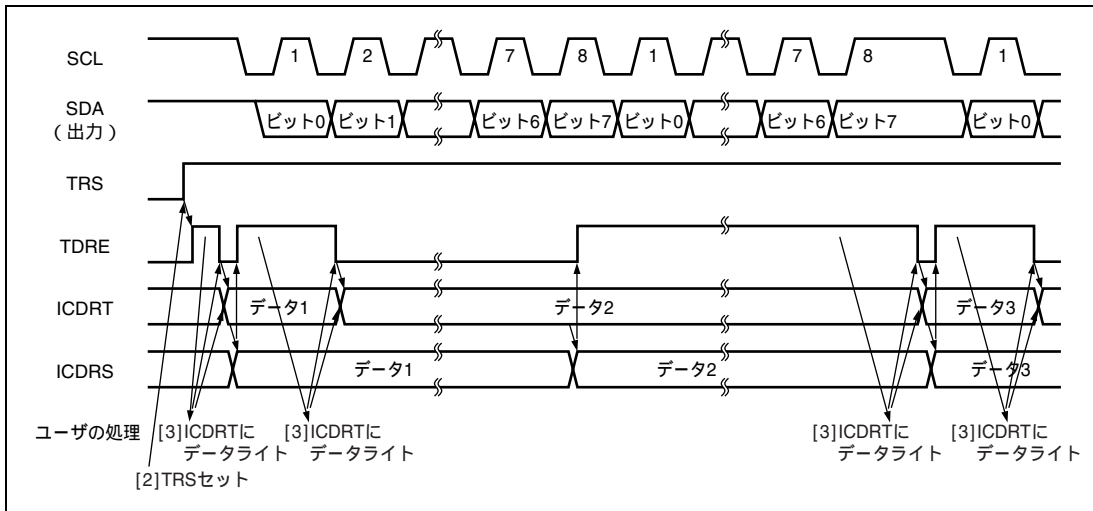 SCL 1 2 7 8 1 7 8 1
SDA
(出力) ビット0 ビット1 ビット6 ビット7 ビット0 ビット6 ビット7 ビット0
TRS
TDRE
ICDRT データ1 データ2 データ3
ICDRS データ1 データ2 データ3
ユーザの処理 [3]ICDRTに [3]ICDRTに [3]ICDRTに [3]ICDRTに
データライト データライト データライト データライト
[2]TRSセット